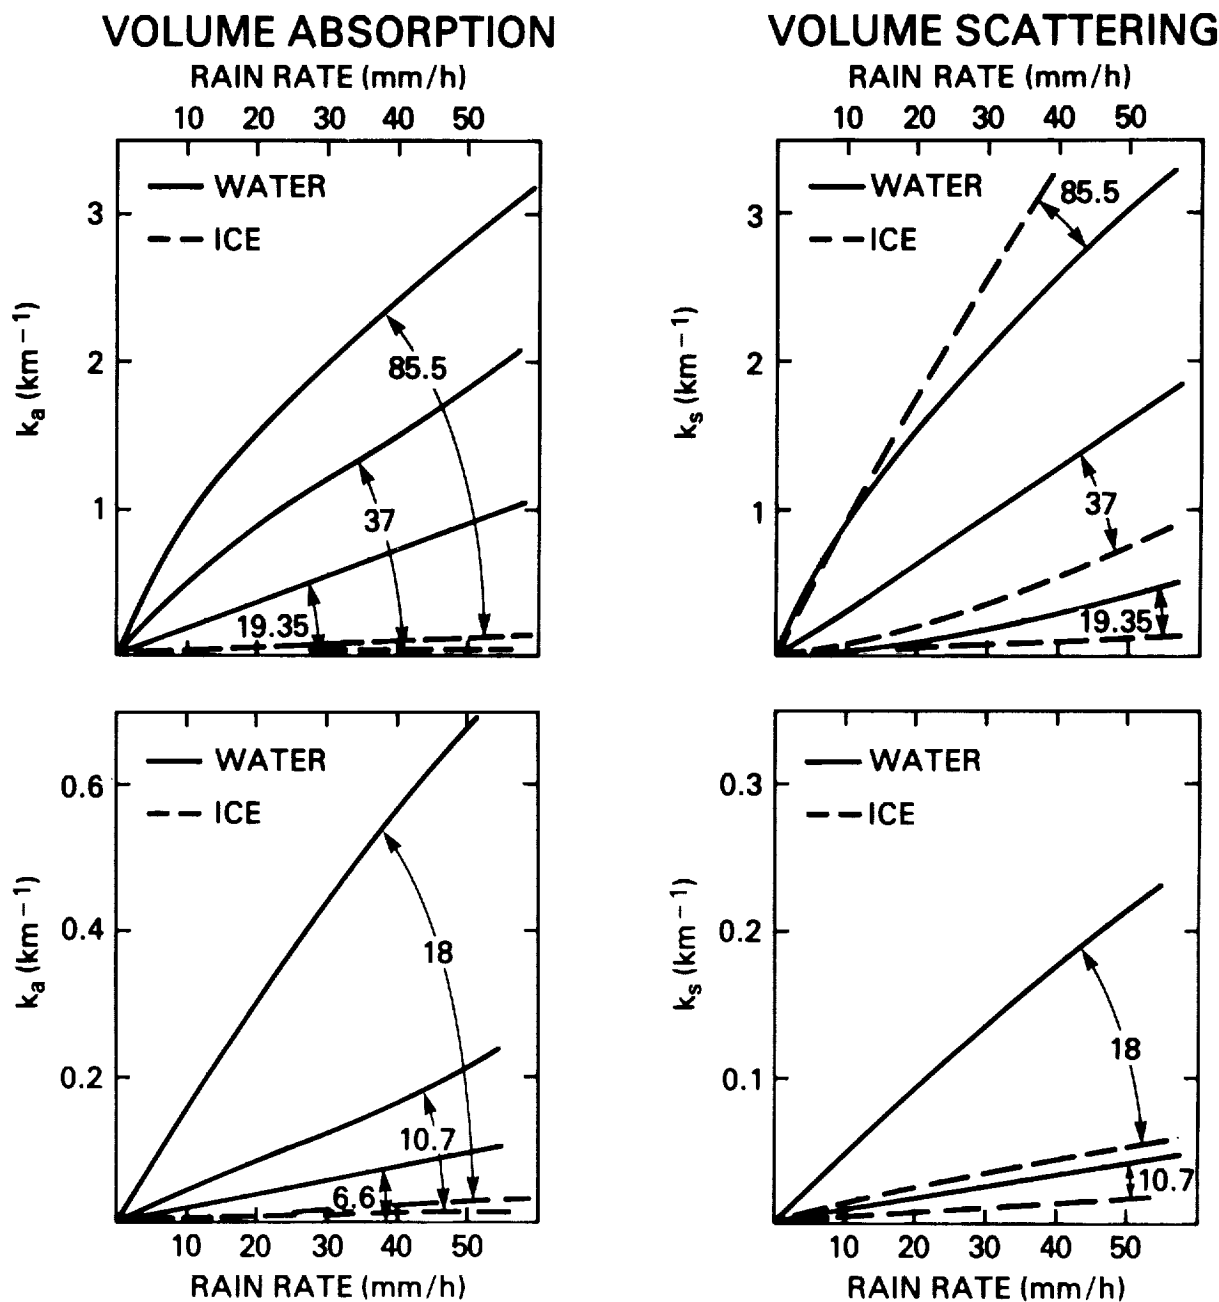 VOLUME ABSORPTION
RAIN RATE (mm/h)
10 20 30 40 50
WATER
ICE
3
2
1
kₐ (km⁻¹)
85.5
37
19.35
VOLUME SCATTERING
RAIN RATE (mm/h)
10 20 30 40 50
WATER
ICE
3
2
1
kₛ (km⁻¹)
85.5
37
19.35
WATER
ICE
0.6
0.4
0.2
kₐ (km⁻¹)
18
10.7
6.6
10 20 30 40 50
RAIN RATE (mm/h)
WATER
ICE
0.3
0.2
0.1
kₛ (km⁻¹)
18
10.7
10 20 30 40 50
RAIN RATE (mm/h)